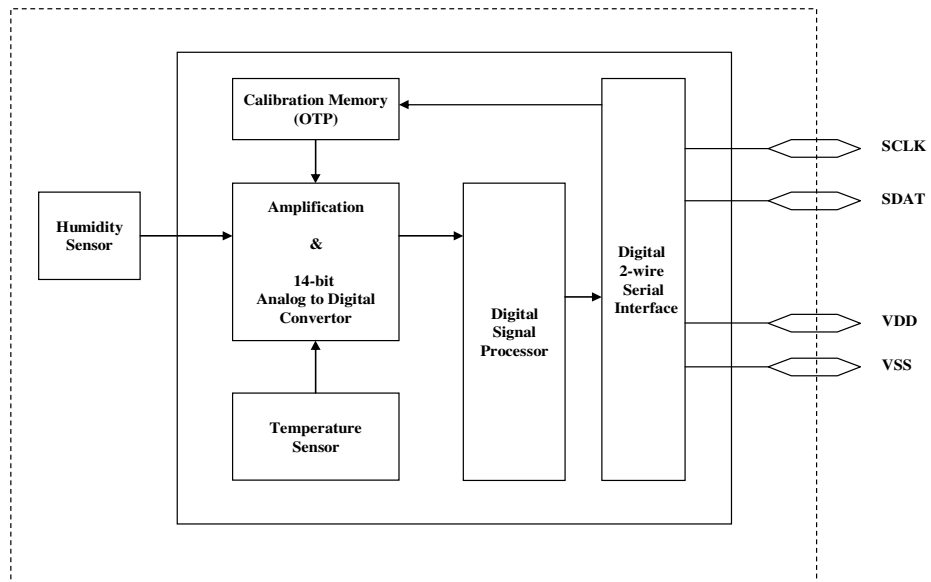 Calibration Memory
(OTP)
SCLK
Amplification
&
14-bit
Analog to Digital
Convertor
SDAT
Humidity
Sensor
Digital
2-wire
Serial
Interface
Digital
Signal
Processor
VDD
VSS
Temperature
Sensor